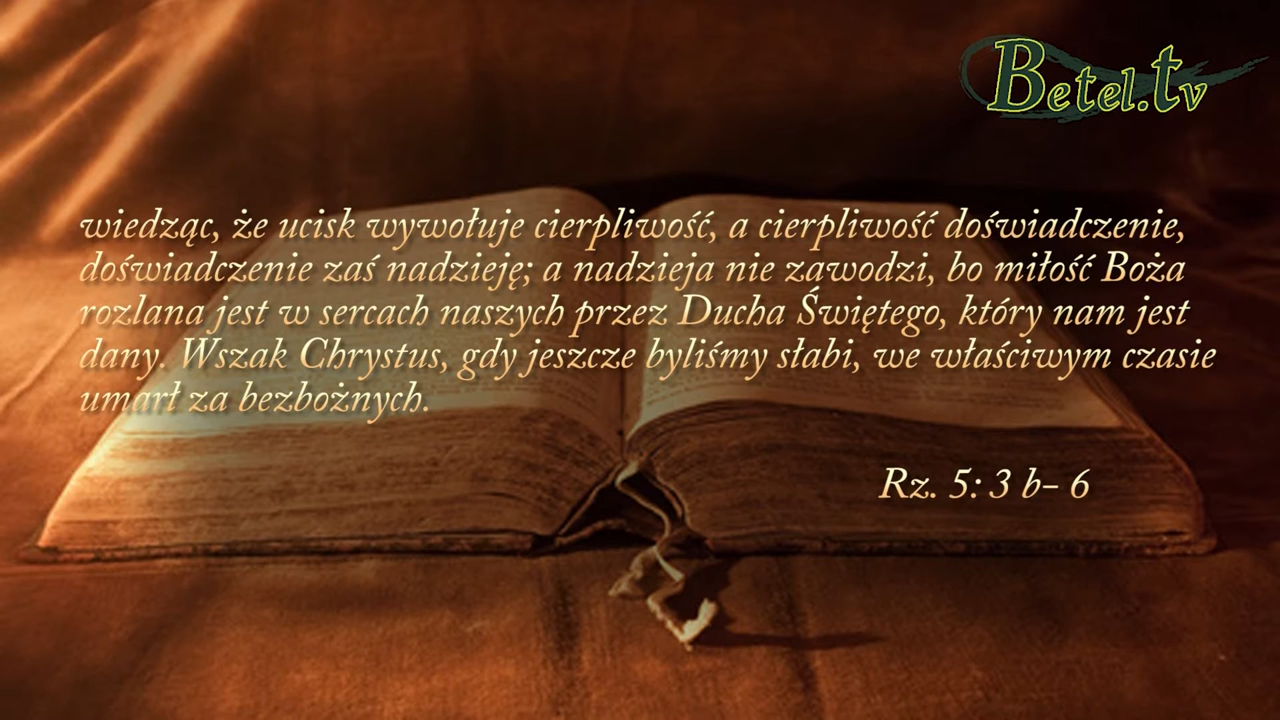 Betel.tv
wiedząc, że ucisk wywołuje cierpliwość, a cierpliwość doświadczenie,
doświadczenie zaś nadzieję; a nadzieja nie zawodzi, bo miłość Boża
rozlana jest w sercach naszych przez Ducha Świętego, który nam jest
dany. Wszak Chrystus, gdy jeszcze byliśmy słabi, we właściwym czasie
umarł za bezbożnych.
Rz. 5: 3 b- 6